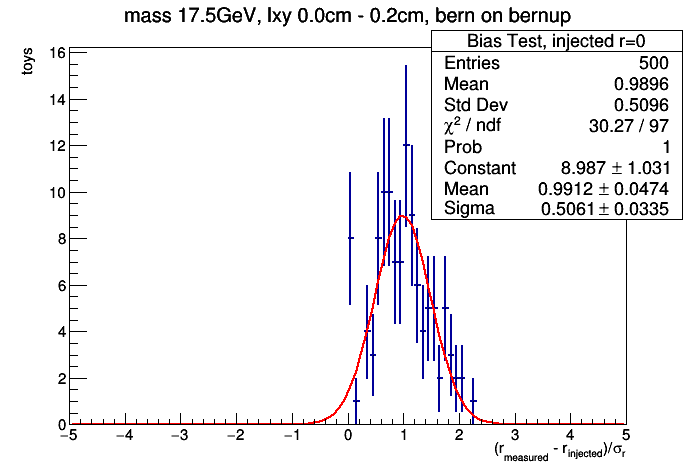 mass 17.5GeV, lxy 0.0cm - 0.2cm, bern on bernup
toys
Bias Test, injected r=0
Entries 500
Mean 0.9896
Std Dev 0.5096
χ² / ndf 30.27 / 97
Prob 1
Constant 8.987 ± 1.031
Mean 0.9912 ± 0.0474
Sigma 0.5061 ± 0.0335
16
14
12
10
8
6
4
2
0
−5 −4 −3 −2 −1 0 1 2 3 4 5
(r_measured - r_injected)/σ_r